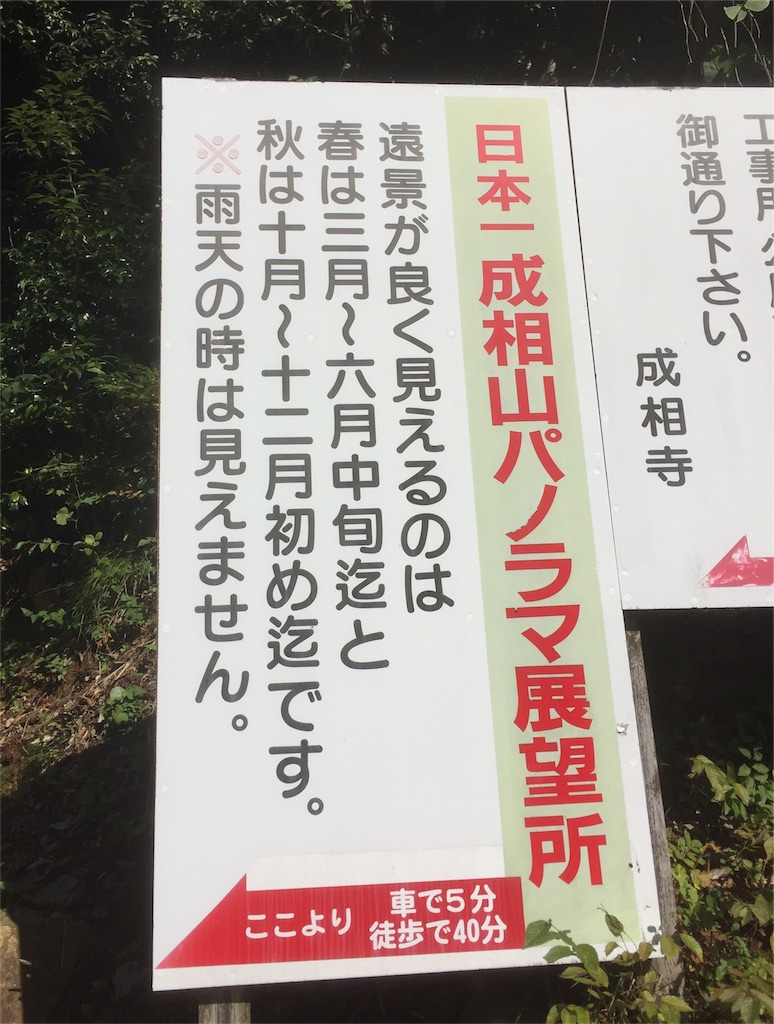 御通り下さい。
成相寺
日本一成相山パノラマ展望所
遠景が良く見えるのは
春は三月〜六月中旬迄と
秋は十月〜十二月初め迄です。
※雨天の時は見えません。
ここより
車で5分
徒歩で40分